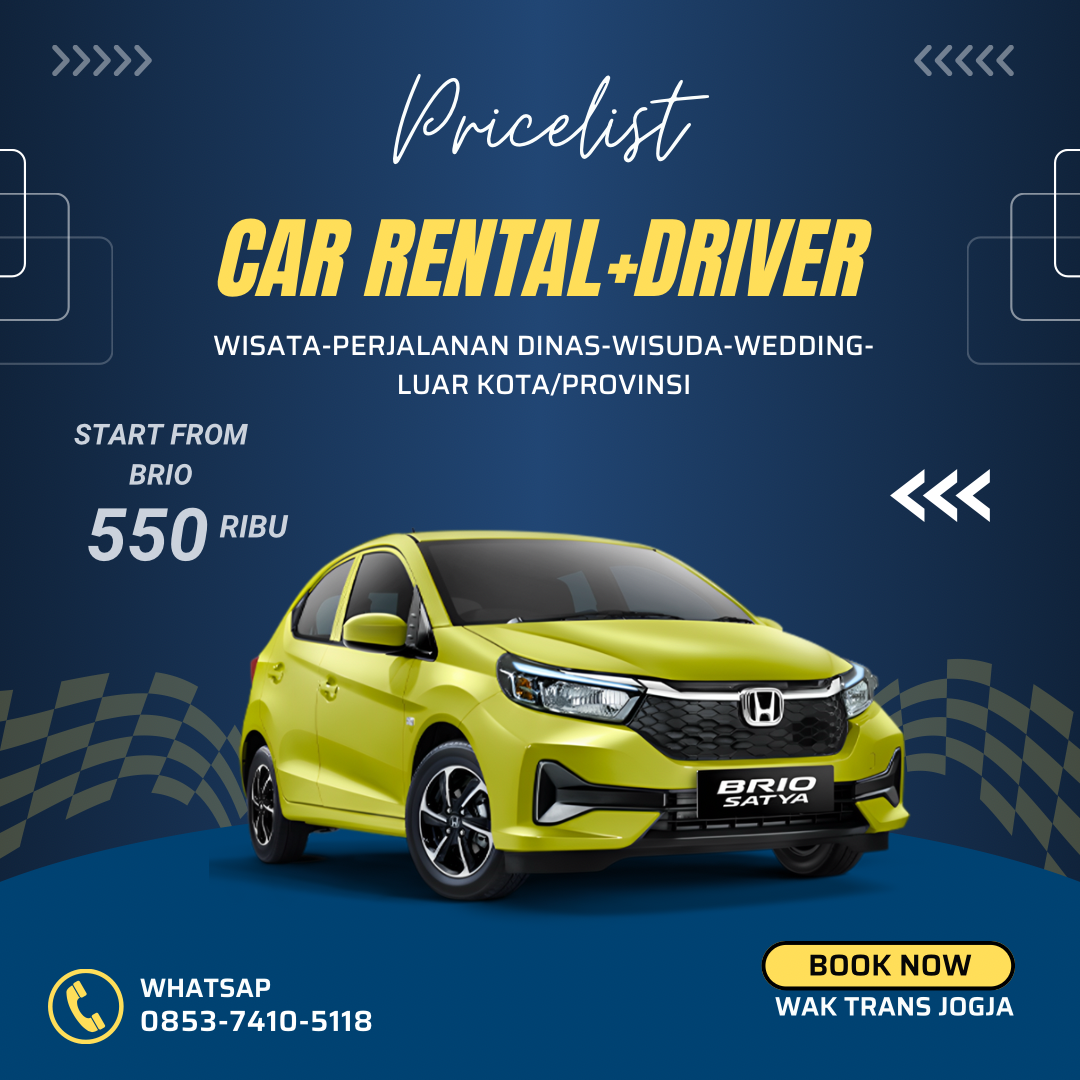 Pricelist
CAR RENTAL+DRIVER
WISATA-PERJALANAN DINAS-WISUDA-WEDDING-
LUAR KOTA/PROVINSI
START FROM
BRIO
550 RIBU
BRIO
SATYA
BOOK NOW
WAK TRANS JOGJA
WHATSAP
0853-7410-5118